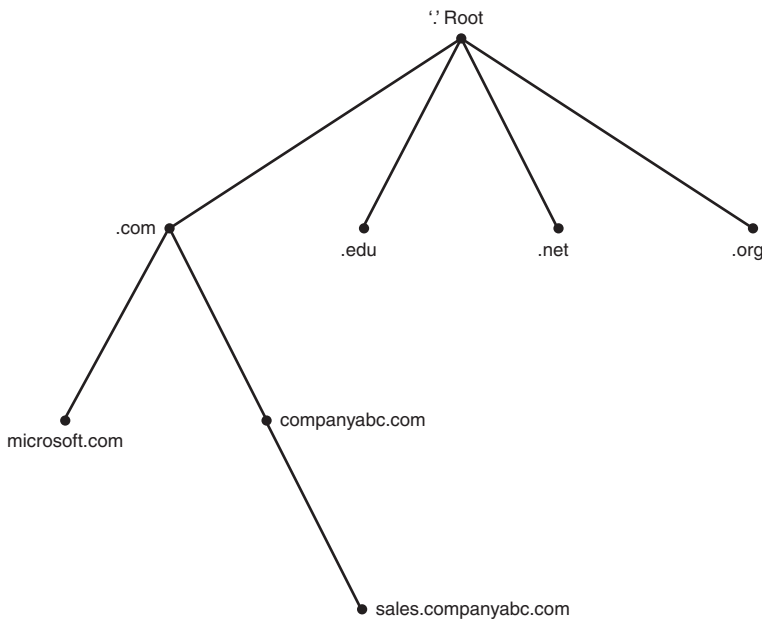 ‘.’ Root
.com
.edu
.net
.org
microsoft.com
companyabc.com
sales.companyabc.com